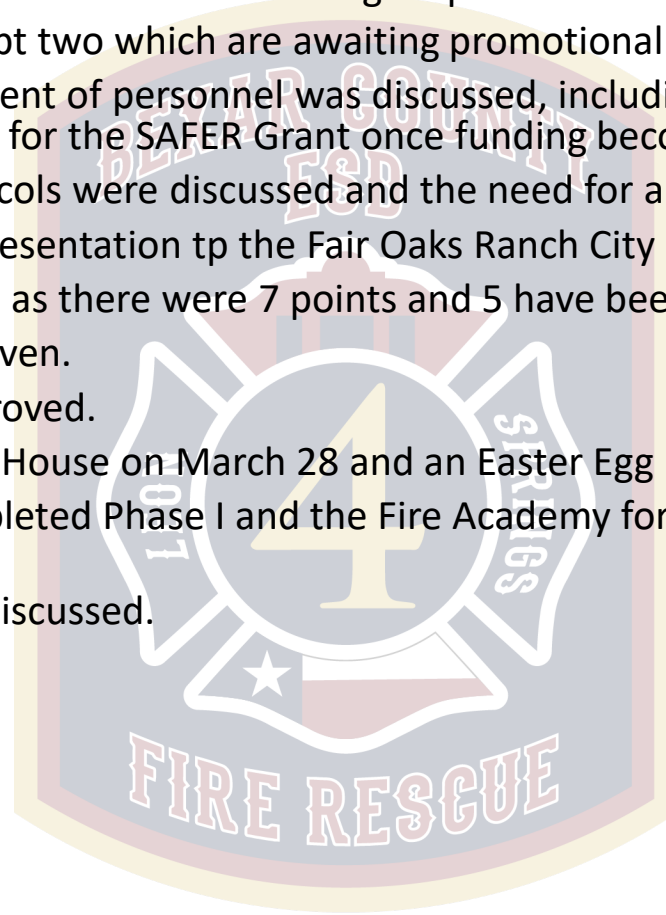 pt two which are awaiting promotional
ent of personnel was discussed, includi
for the SAFER Grant once funding beco
cols were discussed and the need for a
esentation tp the Fair Oaks Ranch City
as there were 7 points and 5 have bee
ven.
roved.
House on March 28 and an Easter Egg
pleted Phase I and the Fire Academy for
iscussed.
BEXAR COUNTY
ESD
LEON
4
SPRINGS
FIRE RESCUE